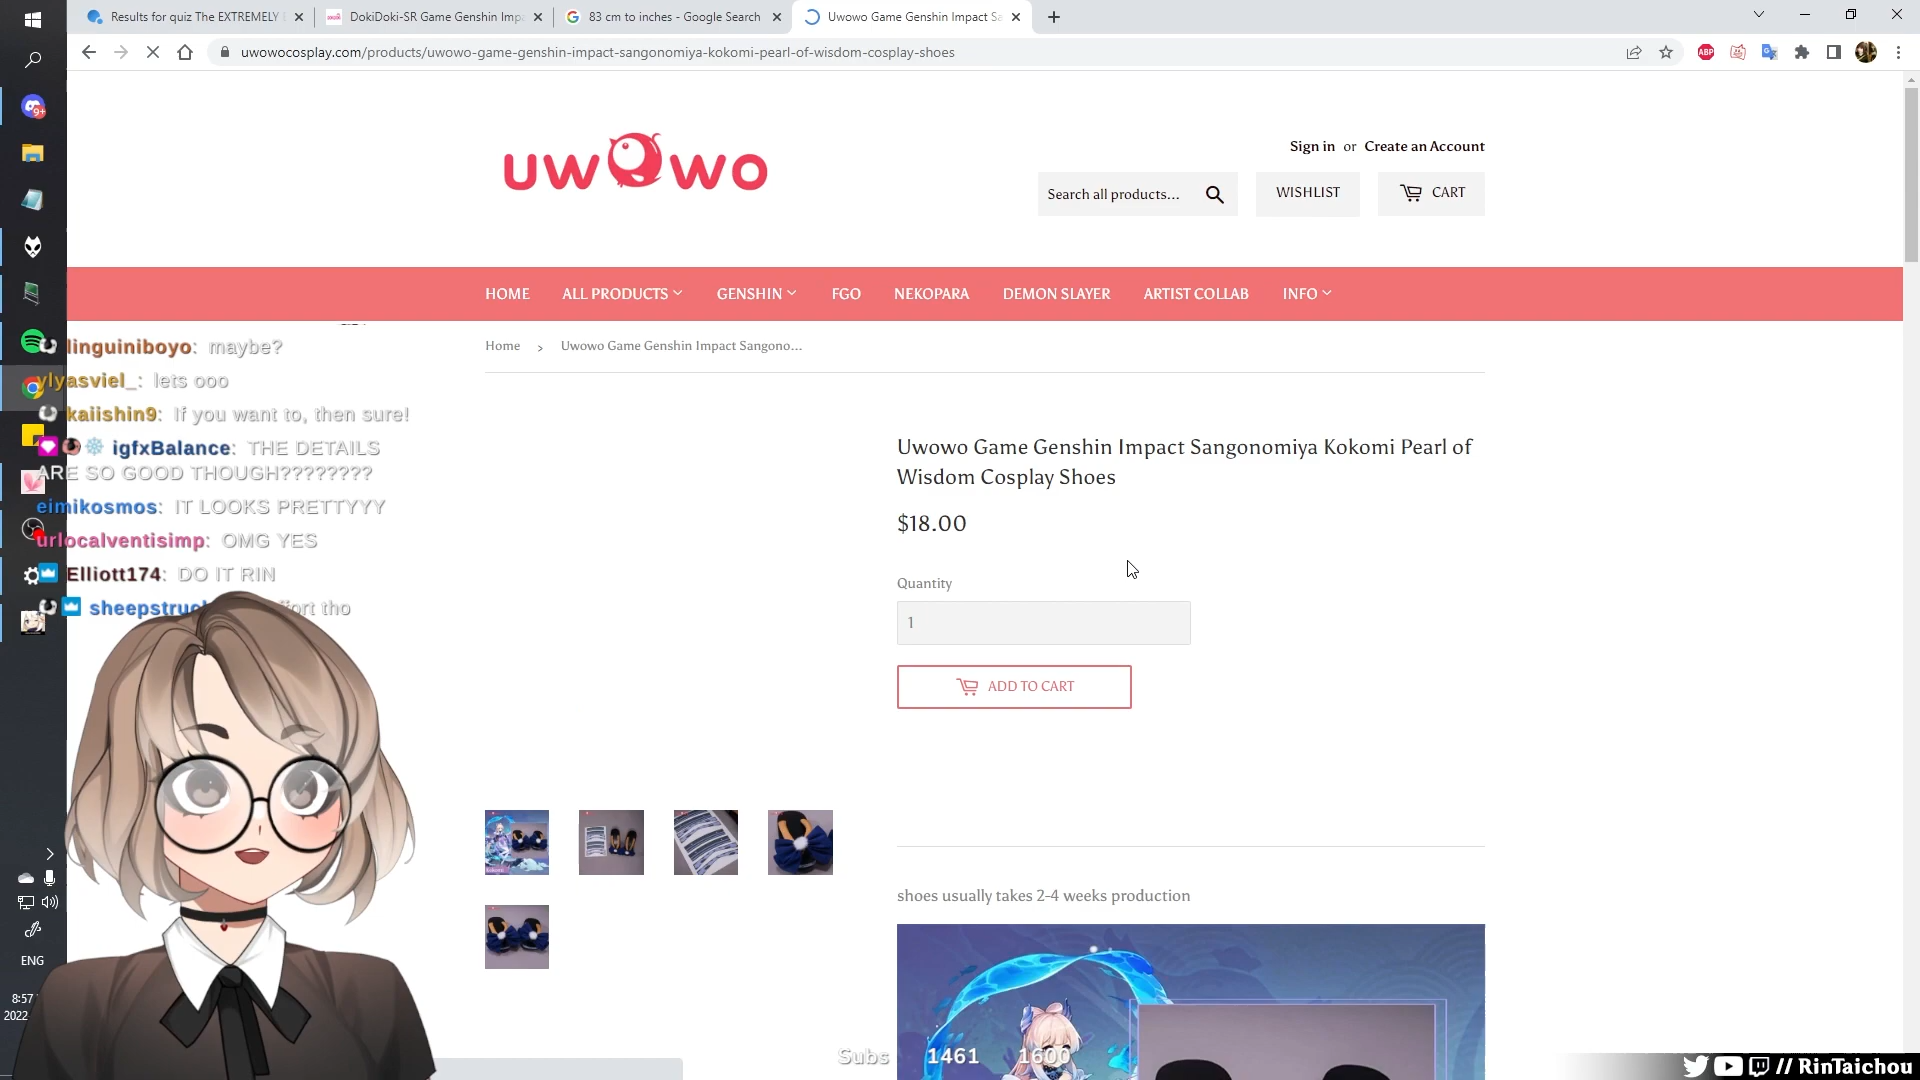 Results for quiz The EXTREMELY
DokiDoki-SR Game Genshin Imp
83 cm to inches - Google Search
Uwowo Game Genshin Impact Sa
uwowocosplay.com/products/uwowo-game-genshin-impact-sangonomiya-kokomi-pearl-of-wisdom-cosplay-shoes
ABP
9+
uwowo
Sign in or Create an Account
Search all products...
WISHLIST
CART
HOME
ALL PRODUCTS
GENSHIN
FGO
NEKOPARA
DEMON SLAYER
ARTIST COLLAB
INFO
Home > Uwowo Game Genshin Impact Sangono...
linguiniboyo: maybe?
ylyasviel_: lets ooo
kaiishin9: If you want to, then sure!
igfxBalance: THE DETAILS
ARE SO GOOD THOUGH????????
eimikosmos: IT LOOKS PRETTYYY
urlocalventisimp: OMG YES
Elliott174: DO IT RIN
tho
Uwowo Game Genshin Impact Sangonomiya Kokomi Pearl of
Wisdom Cosplay Shoes
$18.00
Quantity
1
ADD TO CART
shoes usually takes 2-4 weeks production
ENG
8:57
2022
Subs 1461 1600
// RinTaichou